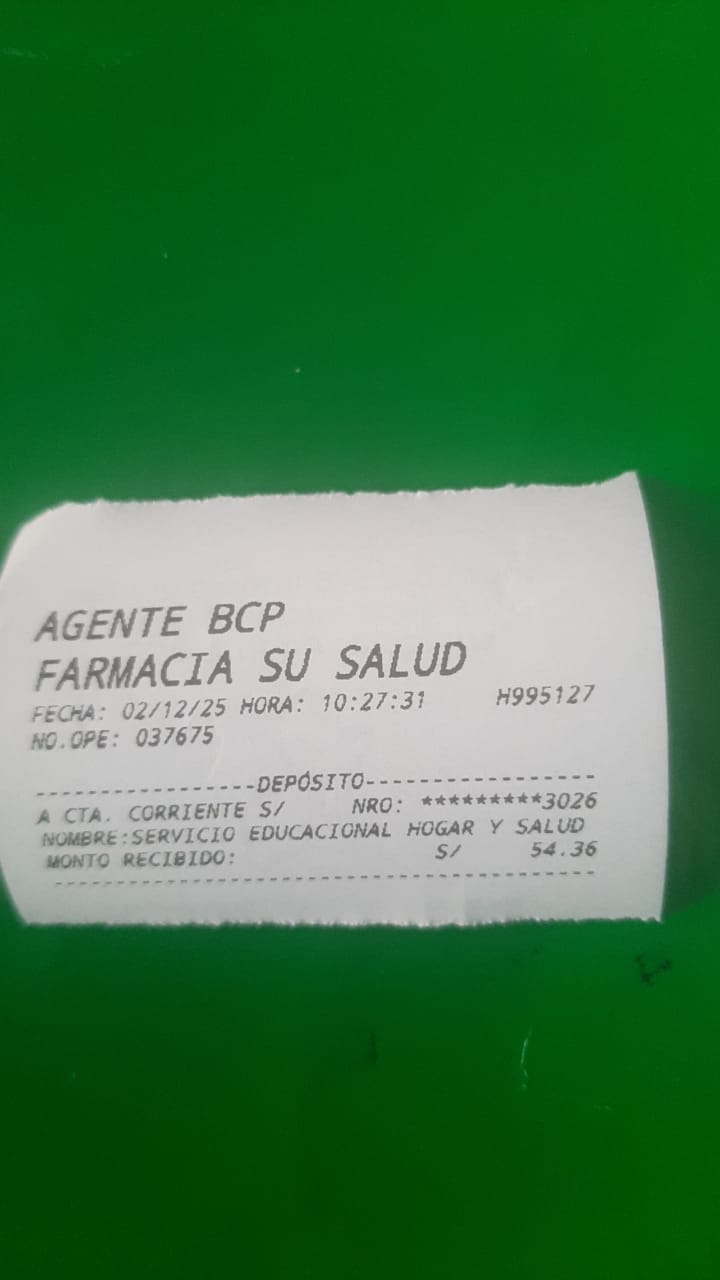 AGENTE BCP
FARMACIA SU SALUD
FECHA: 02/12/25 HORA: 10:27:31 H995127
NO.OPE: 037675
-----------------DEPÓSITO------------------
A CTA. CORRIENTE S/ NRO: *********3026
NOMBRE:SERVICIO EDUCACIONAL HOGAR Y SALUD
MONTO RECIBIDO: S/ 54.36
------------------------------------------